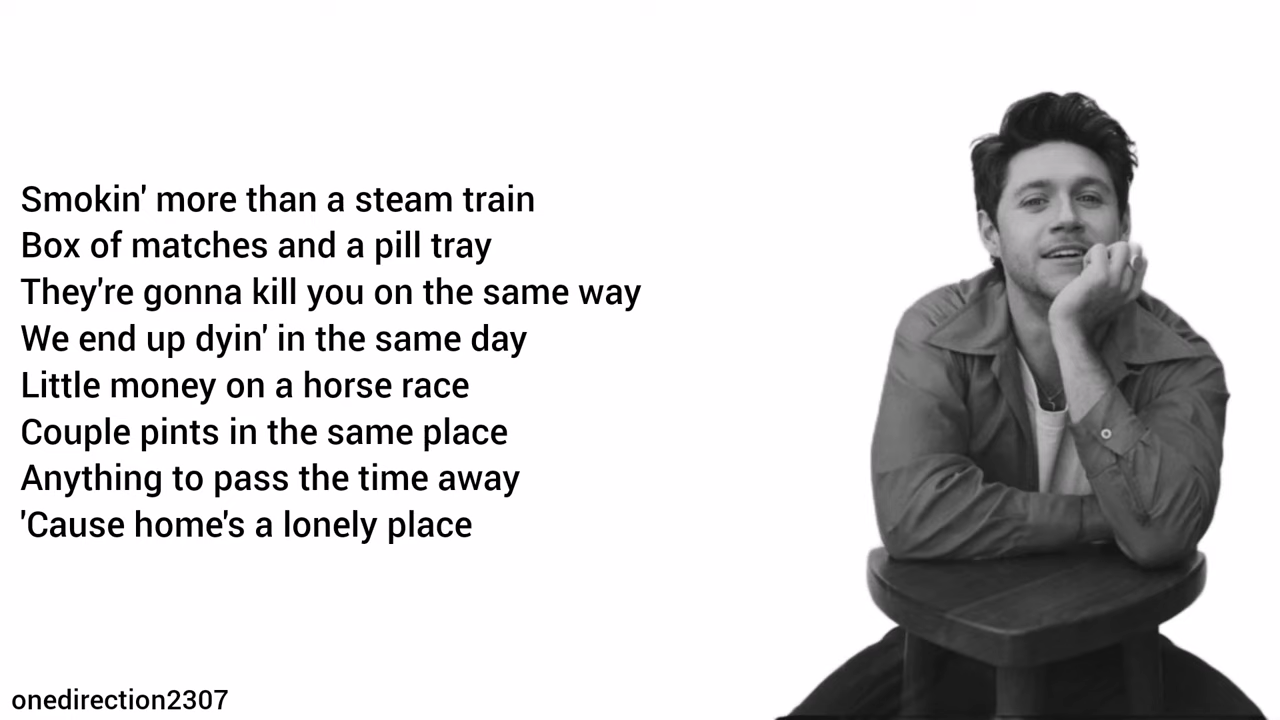 Smokin' more than a steam train
Box of matches and a pill tray
They're gonna kill you on the same way
We end up dyin' in the same day
Little money on a horse race
Couple pints in the same place
Anything to pass the time away
'Cause home's a lonely place
onedirection2307